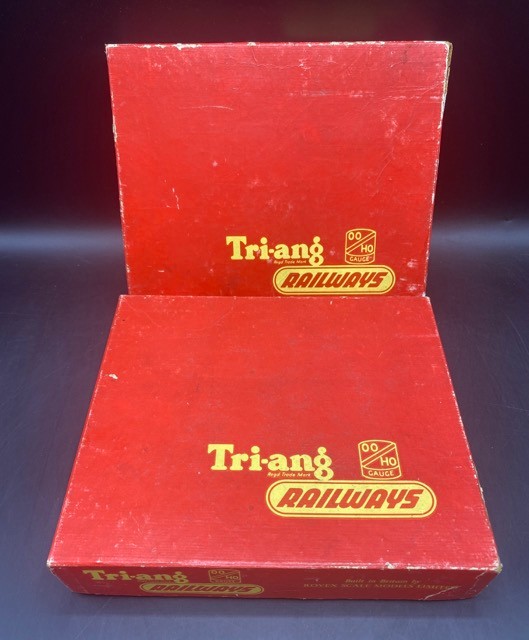 Tri-ang
Regd Trade Mark
OO
HO
GAUGE
RAILWAYS
Tri-ang
Regd Trade Mark
OO
HO
GAUGE
RAILWAYS
Tri-ang
RAILWAYS
Built in Britain by
ROVEX SCALE MODELS LIMITED